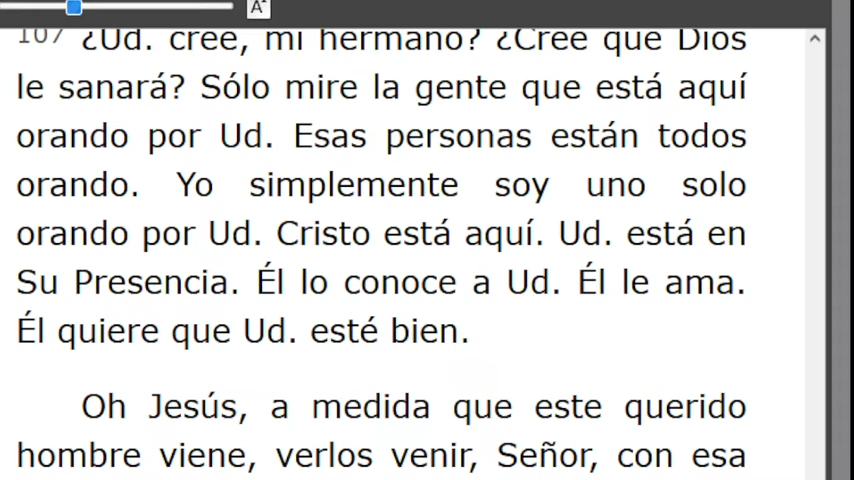 A
107 ¿Ud. cree, mi hermano? ¿Cree que Dios
le sanará? Sólo mire la gente que está aquí
orando por Ud. Esas personas están todos
orando. Yo simplemente soy uno solo
orando por Ud. Cristo está aquí. Ud. está en
Su Presencia. Él lo conoce a Ud. Él le ama.
Él quiere que Ud. esté bien.
Oh Jesús, a medida que este querido
hombre viene, verlos venir, Señor, con esa